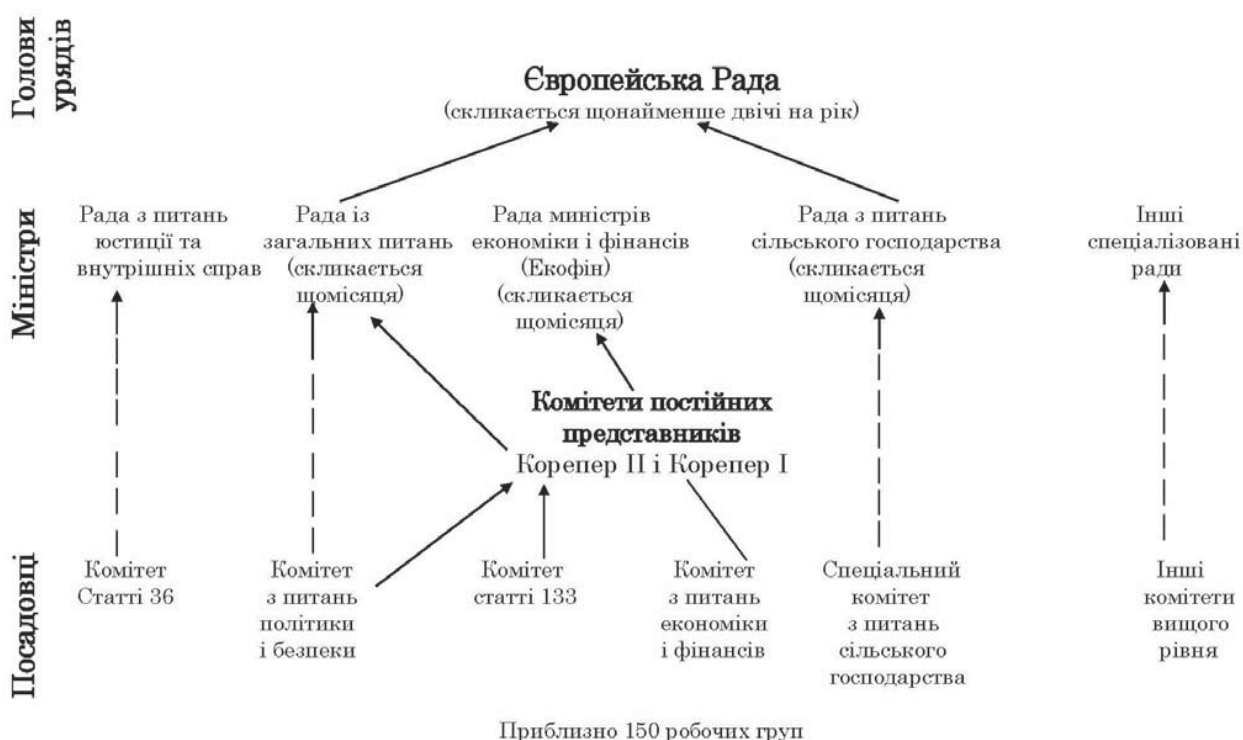 Голови
урядів
Європейська Рада
(скликається щонайменше двічі на рік)
Міністри
Рада з питань
юстиції та
внутрішніх справ
Рада із
загальних питань
(скликається
щомісяця)
Рада миністрів
економіки і фінансів
(Екофін)
(скликається
щомісяця)
Рада з питань
сільського господарства
(скликається
щомісяця)
Інші
спеціалізовані
ради
Комітети постійних
представників
Корепер II і Корепер I
Посадовці
Комітет
Статті 36
Комітет
з питань
політики
і безпеки
Комітет
статті 133
Комітет
з питань
економіки
і фінансів
Спеціальний
комітет
з питань
сільського
господарства
Інші
комітети
вищого
рівня
Приблизно 150 робочих груп